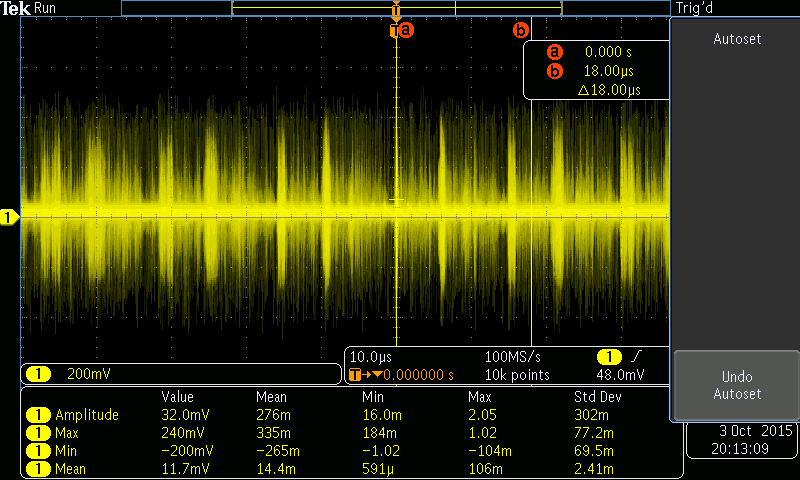 Tek Run Trig'd
T
T a b
Autoset
a 0.000 s
b 18.00µs
△18.00µs
1
10.0µs 100MS/s 1
T→▼0.000000 s 10k points 48.0mV
1 200mV
Undo
Autoset
Value Mean Min Max Std Dev
1 Amplitude 32.0mV 276m 16.0m 2.05 302m
1 Max 240mV 335m 184m 1.02 77.2m
1 Min −200mV −265m −1.02 −104m 69.5m
1 Mean 11.7mV 14.4m 591µ 106m 2.41m
3 Oct 2015
20:13:09